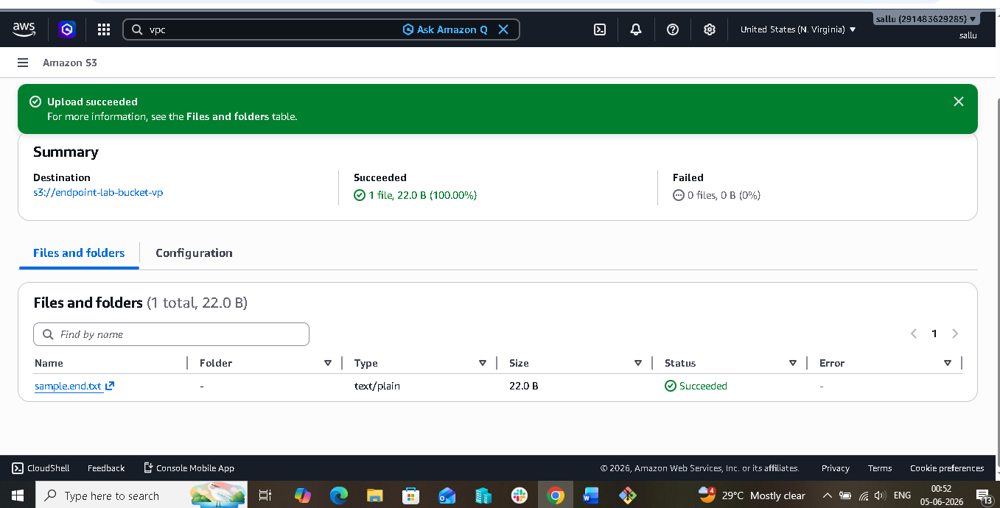 aws
vpc
Ask Amazon Q
United States (N. Virginia)
sallu (291483629285)
sallu
Amazon S3
Upload succeeded
For more information, see the Files and folders table.
Summary
Destination
s3://endpoint-lab-bucket-vp
Succeeded
1 file, 22.0 B (100.00%)
Failed
0 files, 0 B (0%)
Files and folders
Configuration
Files and folders (1 total, 22.0 B)
Find by name
1
Name Folder Type Size Status Error
sample.end.txt - text/plain 22.0 B Succeeded -
CloudShell Feedback Console Mobile App © 2026, Amazon Web Services, Inc. or its affiliates. Privacy Terms Cookie preferences
Type here to search
4
29°C Mostly clear
ENG
00:52
05-06-2026
13